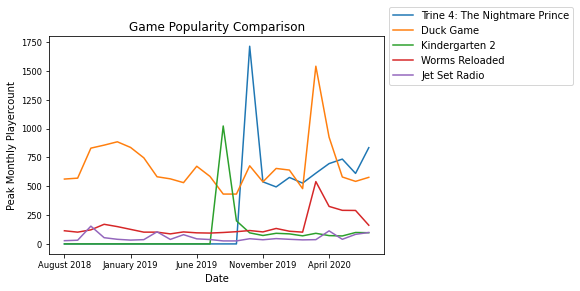 Game Popularity Comparison
Trine 4: The Nightmare Prince
Duck Game
Kindergarten 2
Worms Reloaded
Jet Set Radio
Peak Monthly Playercount
1750
1500
1250
1000
750
500
250
0
August 2018 January 2019 June 2019 November 2019 April 2020
Date